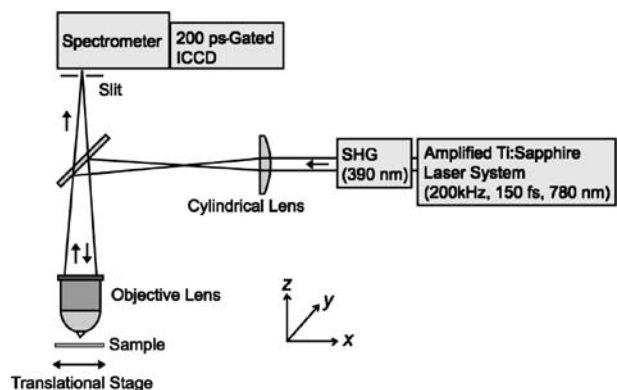 Spectrometer
200 ps-Gated
ICCD
Slit
SHG
(390 nm)
Amplified Ti:Sapphire
Laser System
(200kHz, 150 fs, 780 nm)
Cylindrical Lens
Objective Lens
z
y
x
Sample
Translational Stage